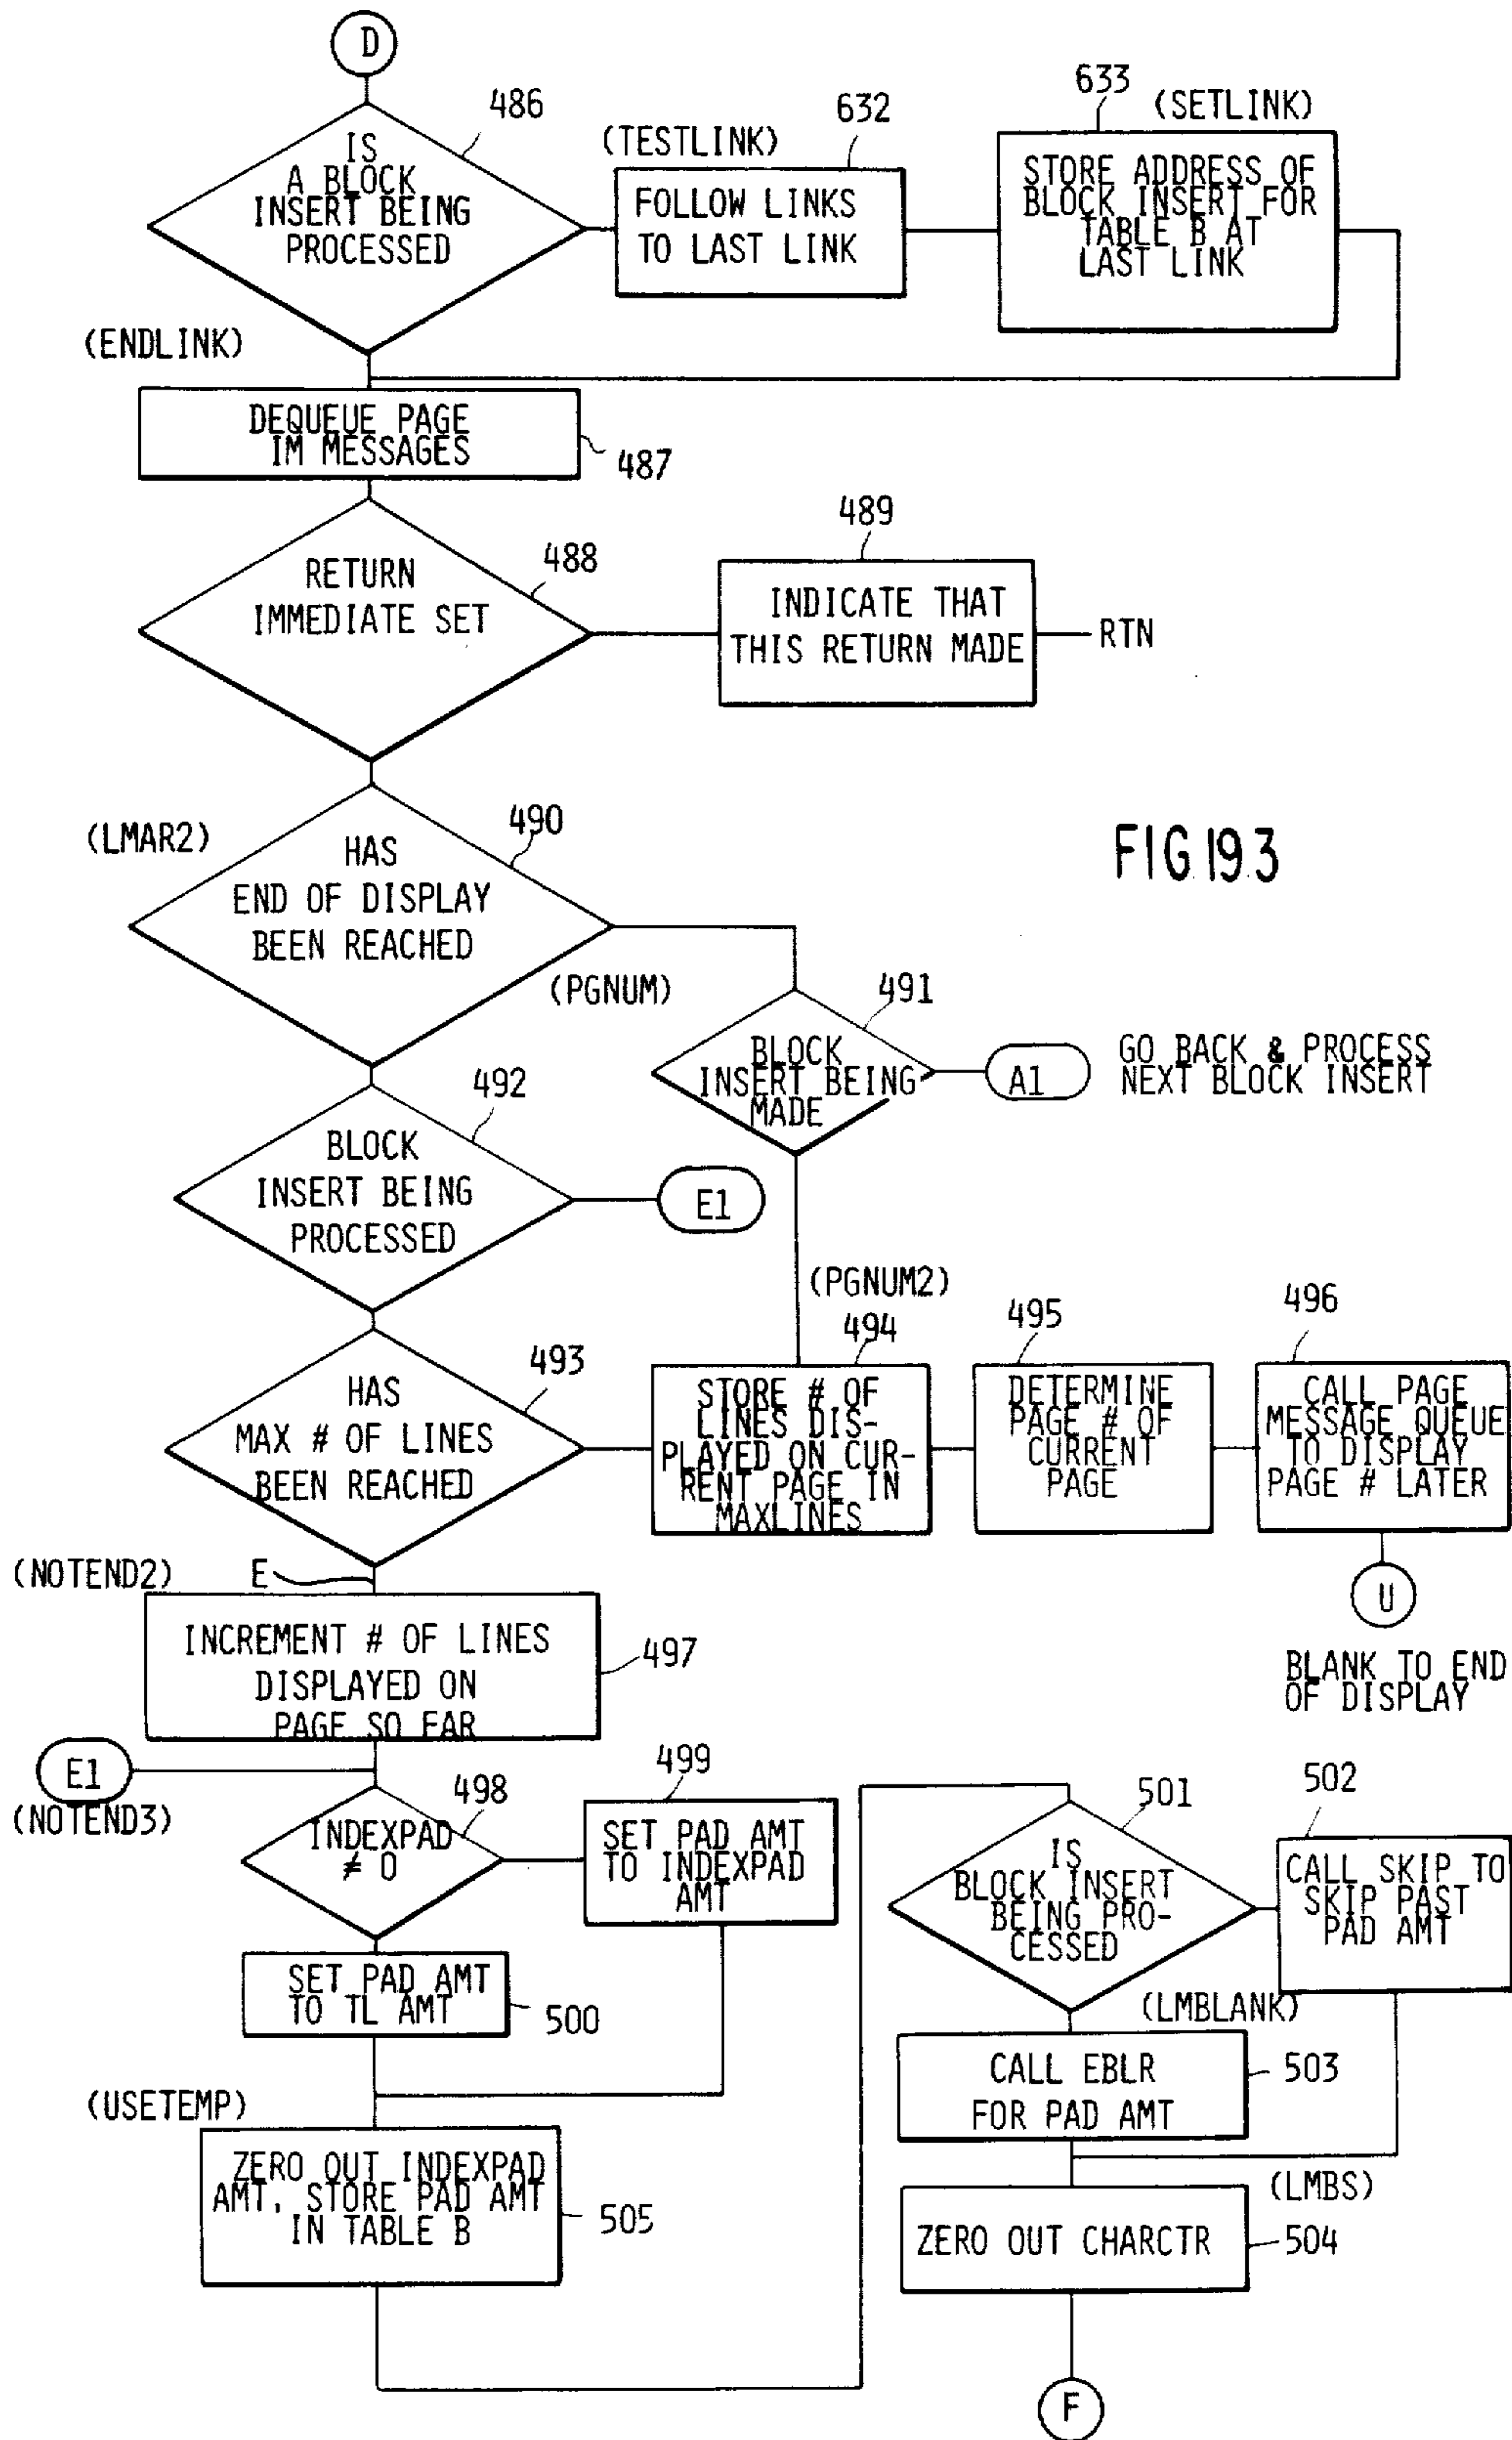 D
486
IS
A BLOCK
INSERT BEING
PROCESSED
(TESTLINK)
632
FOLLOW LINKS
TO LAST LINK
633
(SETLINK)
STORE ADDRESS OF
BLOCK INSERT FOR
TABLE B AT
LAST LINK
(ENDLINK)
DEQUEUE PAGE
IM MESSAGES
487
RETURN
IMMEDIATE SET
488
489
INDICATE THAT
THIS RETURN MADE
RTN
(LMAR2)
HAS
END OF DISPLAY
BEEN REACHED
490
FIG.19.3
(PGNUM)
491
BLOCK
INSERT BEING
MADE
A1
GO BACK & PROCESS
NEXT BLOCK INSERT
492
BLOCK
INSERT BEING
PROCESSED
E1
(PGNUM2)
493
HAS
MAX # OF LINES
BEEN REACHED
494
STORE # OF
LINES DIS-
PLAYED ON CUR-
RENT PAGE IN
MAXLINES
495
DETERMINE
PAGE # OF
CURRENT
PAGE
496
CALL PAGE
MESSAGE QUEUE
TO DISPLAY
PAGE # LATER
U
BLANK TO END
OF DISPLAY
(NOTEND2)
E
INCREMENT # OF LINES
DISPLAYED ON
PAGE SO FAR
497
E1
(NOTEND3)
498
INDEXPAD
≠ 0
499
SET PAD AMT
TO INDEXPAD
AMT
SET PAD AMT
TO TL AMT
500
(USETEMP)
ZERO OUT INDEXPAD
AMT, STORE PAD AMT
IN TABLE B
505
501
IS
BLOCK INSERT
BEING PRO-
CESSED
502
CALL SKIP TO
SKIP PAST
PAD AMT
(LMBLANK)
CALL EBLR
FOR PAD AMT
503
(LMBS)
ZERO OUT CHARCTR
504
F